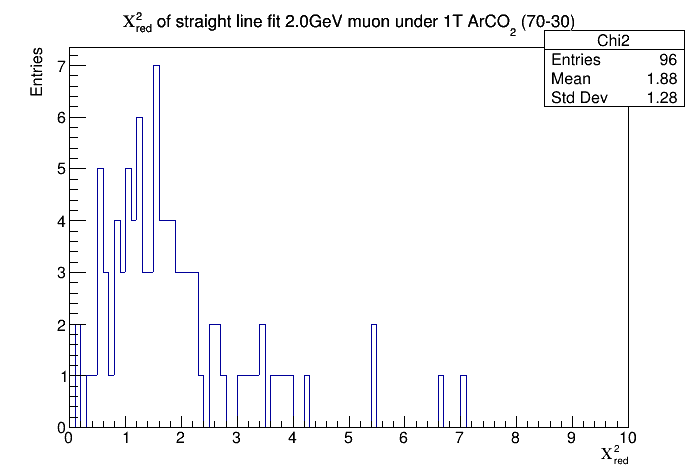 χ²red of straight line fit 2.0GeV muon under 1T ArCO₂ (70-30)
Chi2
Entries 96
Mean 1.88
Std Dev 1.28
Entries
7
6
5
4
3
2
1
0
0 1 2 3 4 5 6 7 8 9 10
χ²red